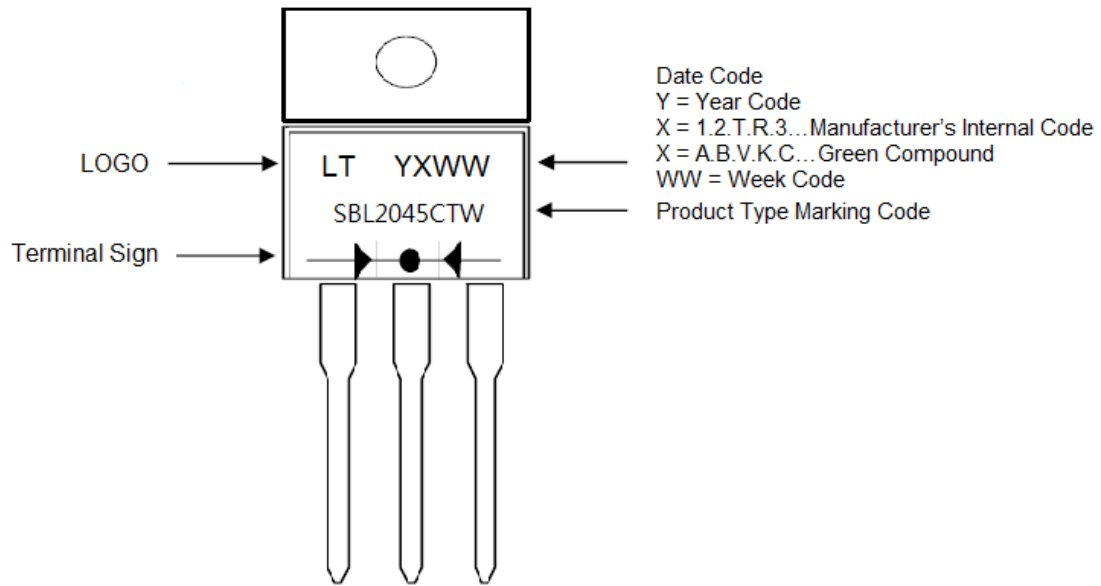 Date Code
Y = Year Code
X = 1.2.T.R.3...Manufacturer's Internal Code
LOGO
LT YXWW
X = A.B.V.K.C...Green Compound
WW = Week Code
SBL2045CTW
Product Type Marking Code
Terminal Sign